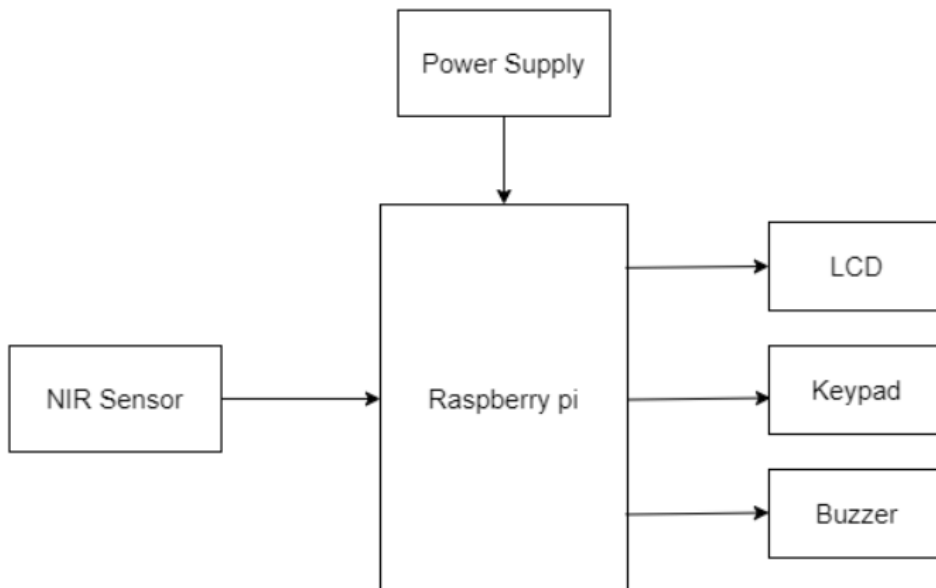 Power Supply
LCD
NIR Sensor
Raspberry pi
Keypad
Buzzer